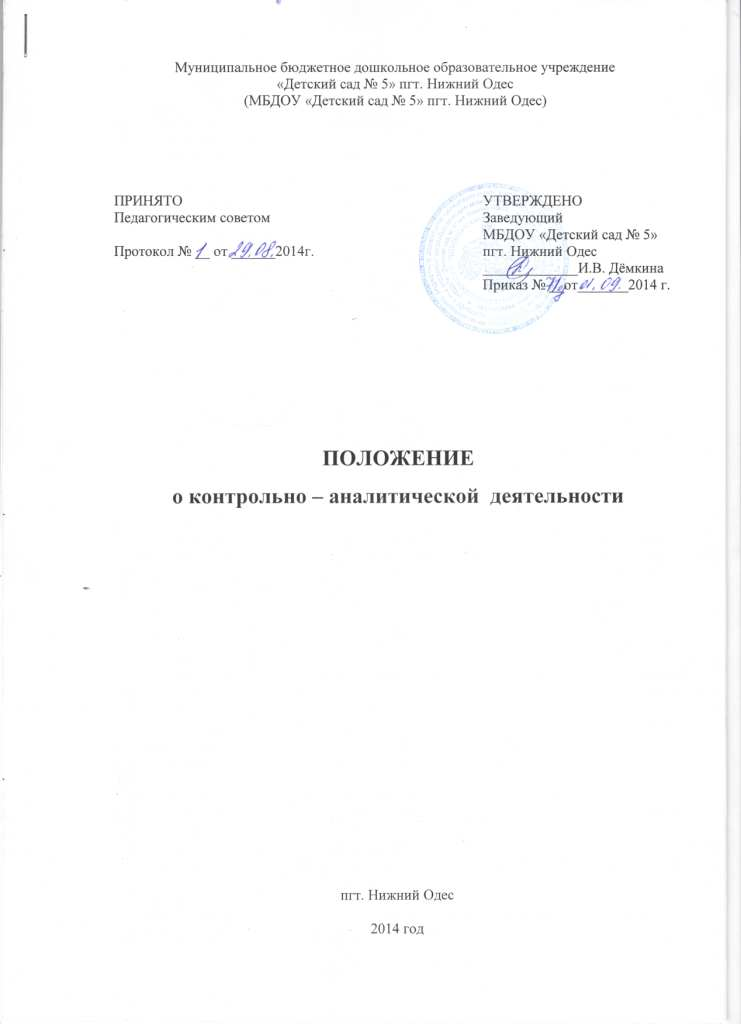 Муниципальное бюджетное дошкольное образовательное учреждение
«Детский сад № 5» пгт. Нижний Одес
(МБДОУ «Детский сад № 5» пгт. Нижний Одес)
ПРИНЯТО
Педагогическим советом
Протокол № 1 от 29.08.2014г.
УТВЕРЖДЕНО
Заведующий
МБДОУ «Детский сад № 5»
пгт. Нижний Одес
И.В. Дёмкина
Приказ № от 01.09. 2014 г.
ПОЛОЖЕНИЕ
о контрольно – аналитической деятельности
пгт. Нижний Одес
2014 год